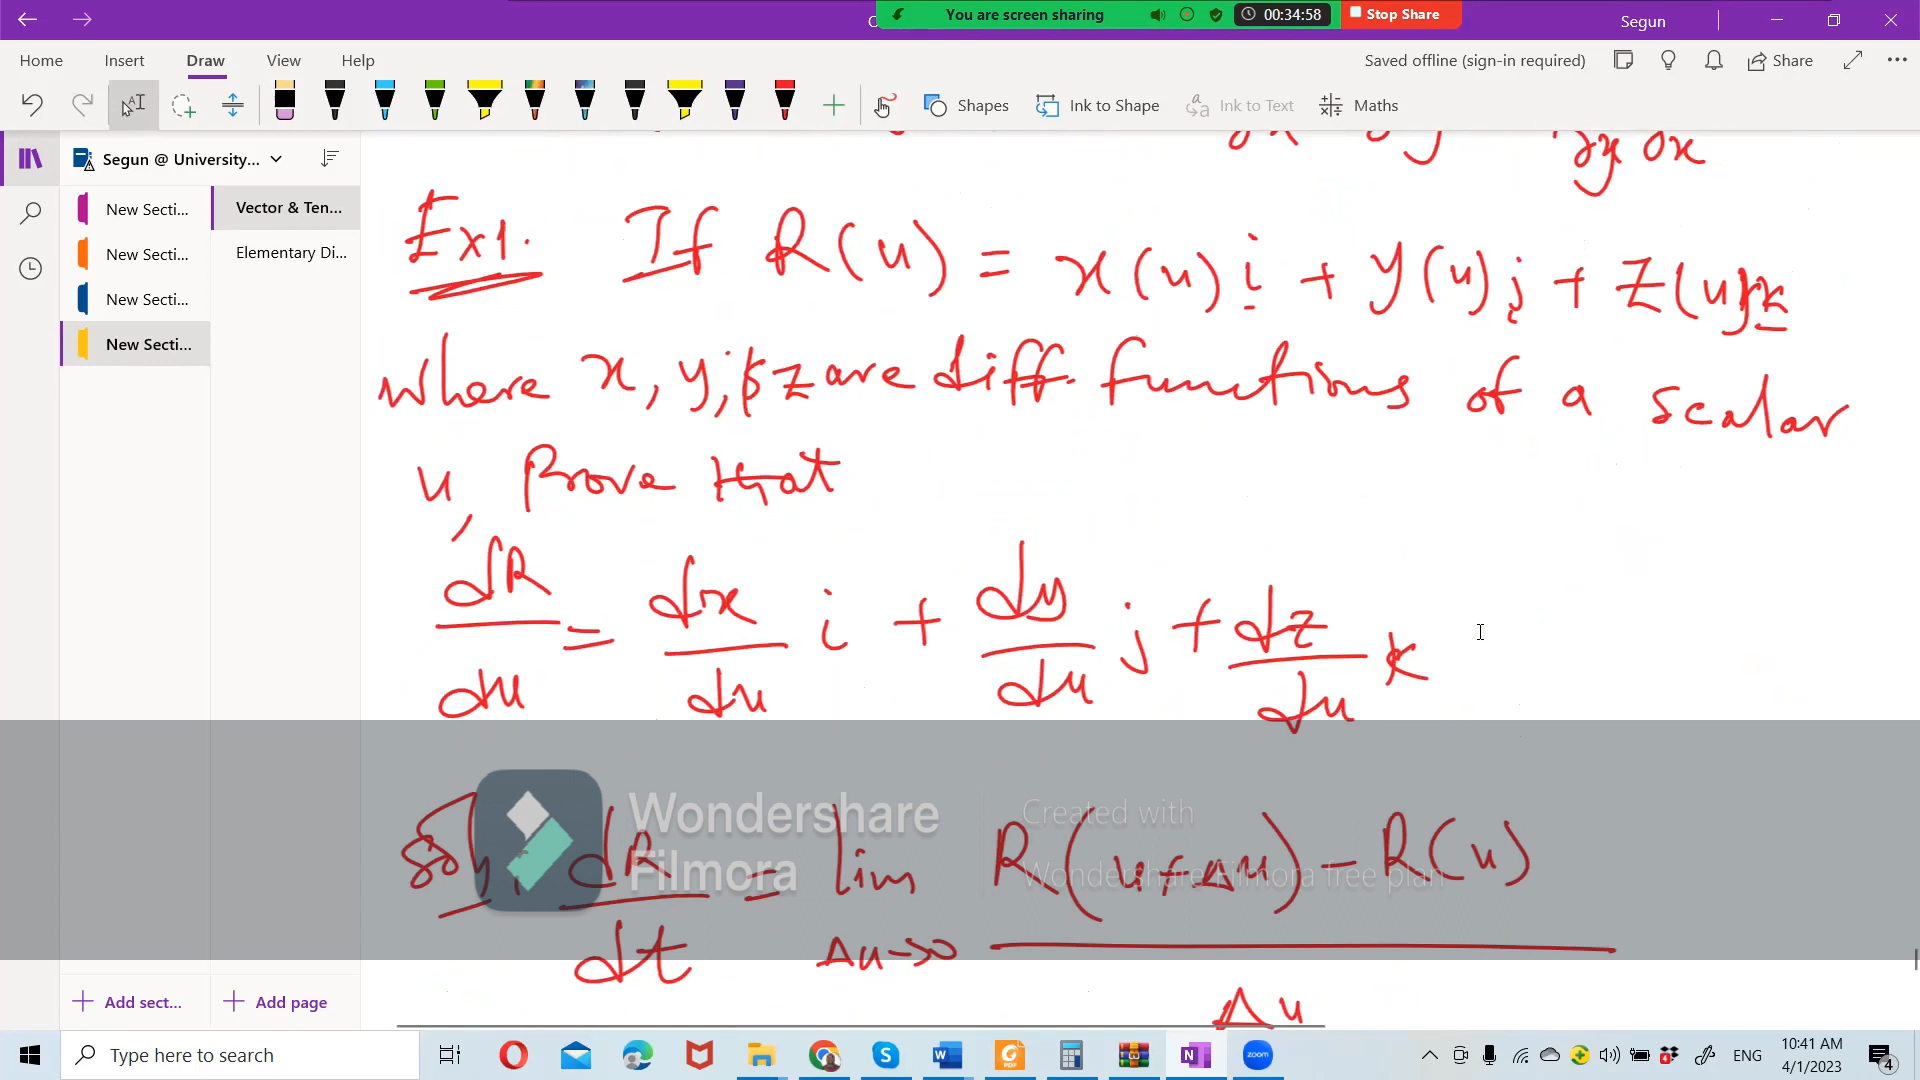 You are screen sharing
00:34:58
Stop Share
Segun
Home
Insert
Draw
View
Help
Saved offline (sign-in required)
Share
Shapes
Ink to Shape
Ink to Text
Maths
Segun @ University...
New Secti...
New Secti...
New Secti...
New Secti...
Vector & Ten...
Elementary Di...
Ex1. If R(u) = x(u)i + y(u)j + z(u)k
where x, y, & z are diff. functions of a scalar
u, Prove that
dR/du = dx/du i + dy/du j + dz/du k
Wondershare
Filmora
Created with
Wondershare Filmora free plan
Soln. dR/dt = lim Δu→0 R(u+Δu) – R(u)
Δu
Add sect...
Add page
Type here to search
ENG
10:41 AM
4/1/2023
4